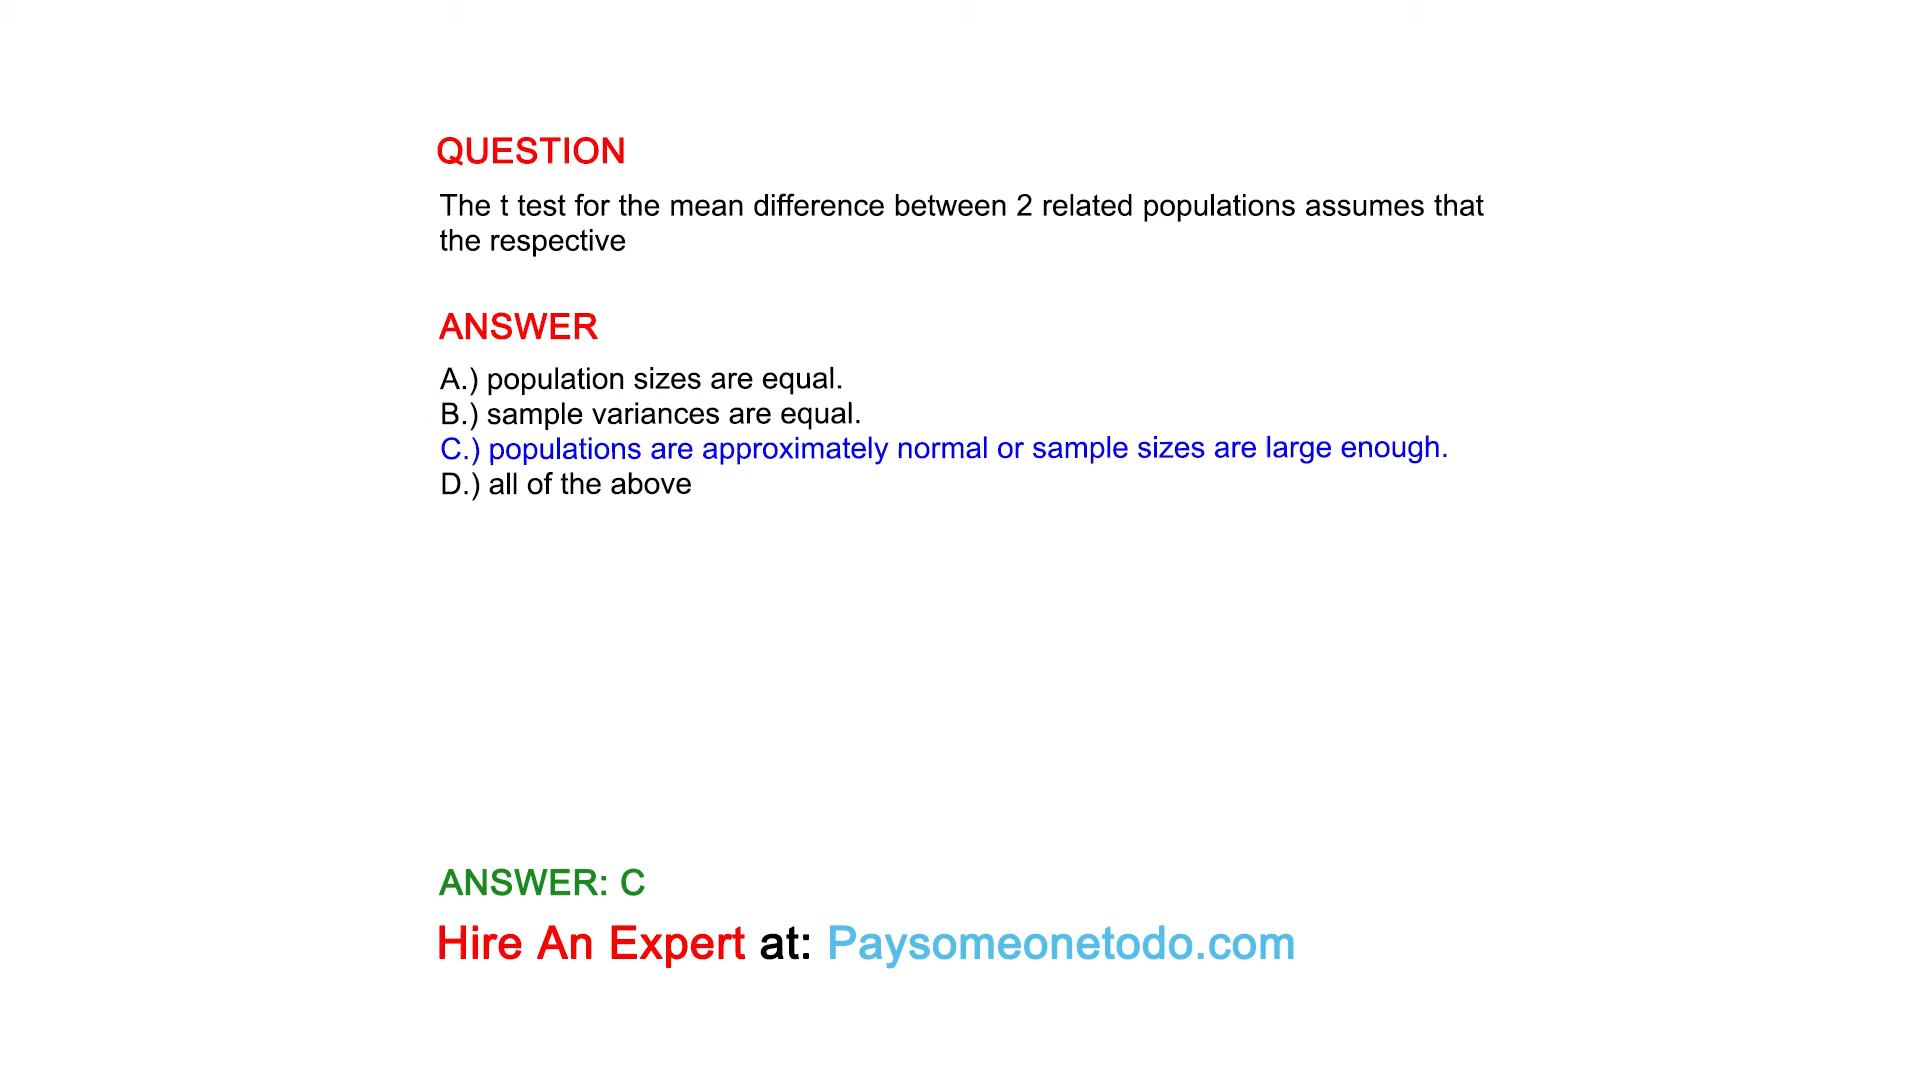 QUESTION
The t test for the mean difference between 2 related populations assumes that
the respective
ANSWER
A.) population sizes are equal.
B.) sample variances are equal.
C.) populations are approximately normal or sample sizes are large enough.
D.) all of the above
ANSWER: C
Hire An Expert at: Paysomeonetodo.com